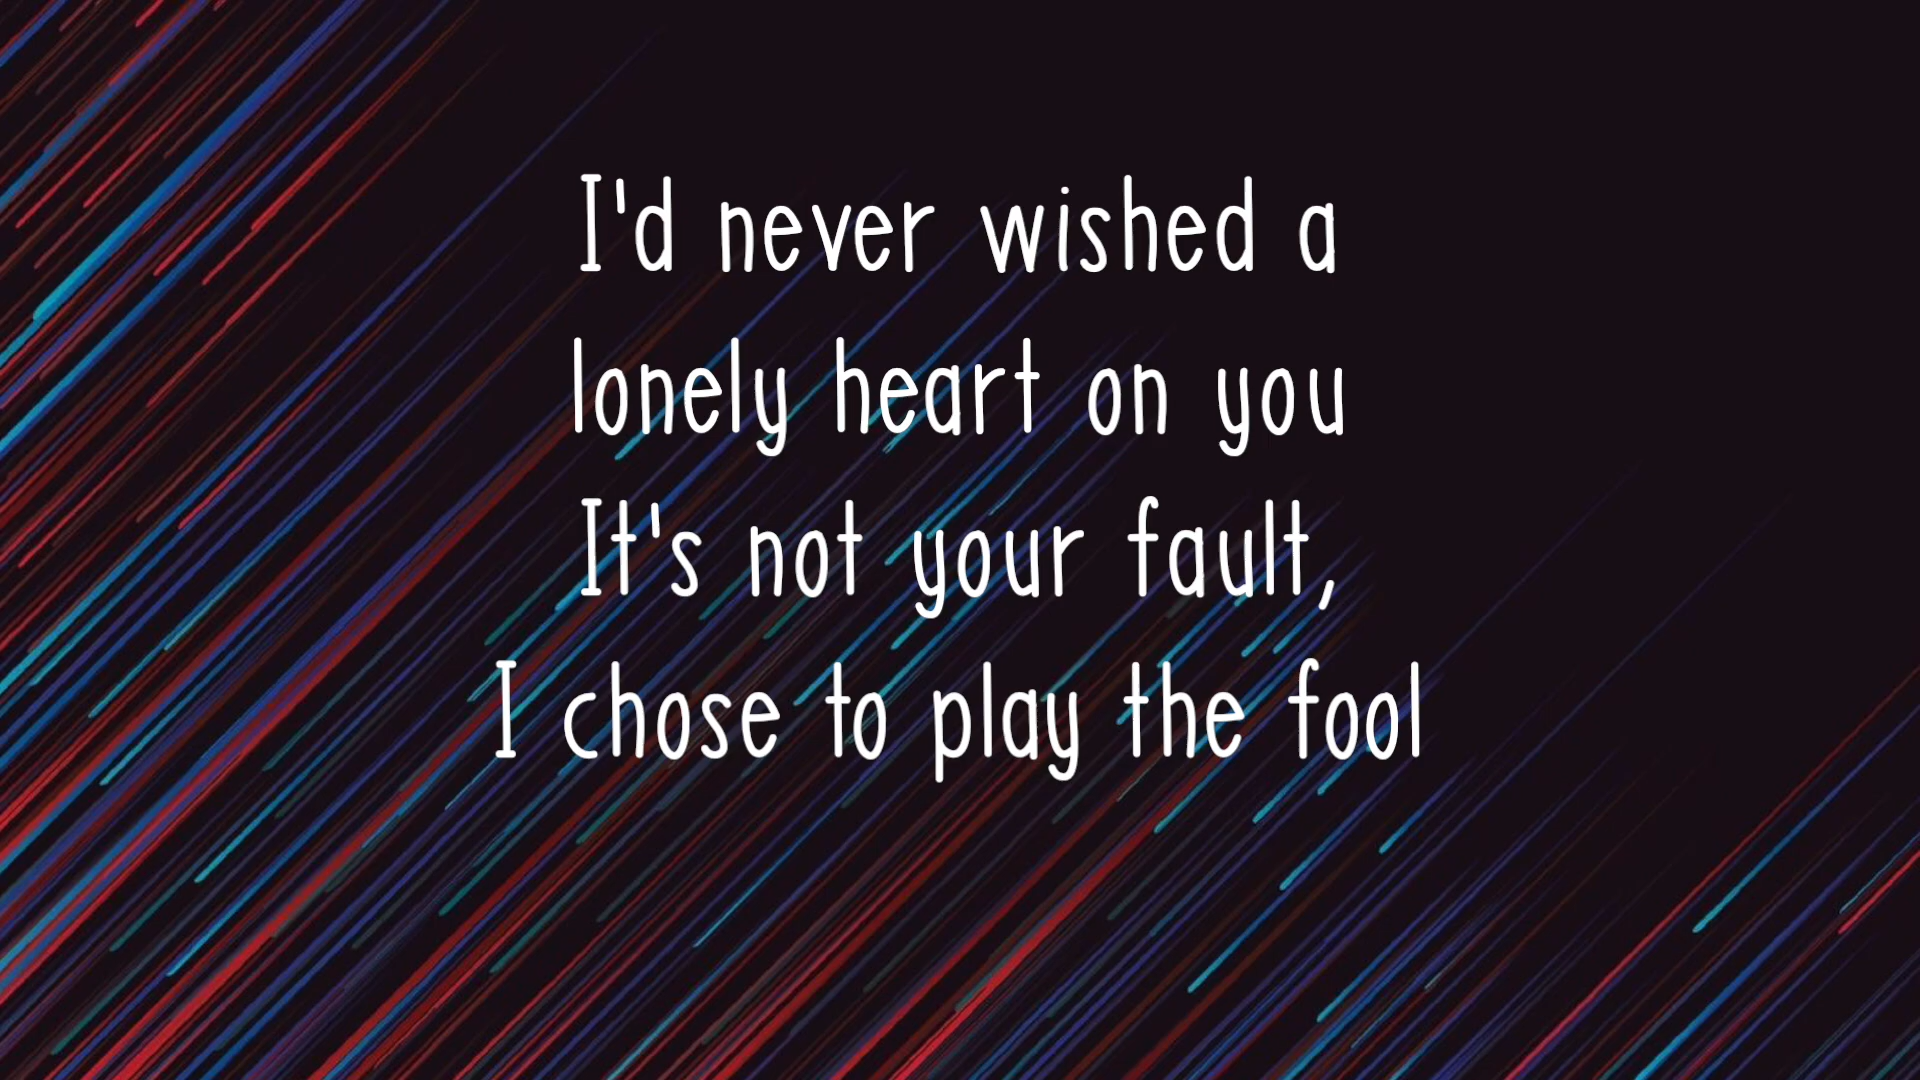 I'd never wished a
lonely heart on you
It's not your fault,
I chose to play the fool